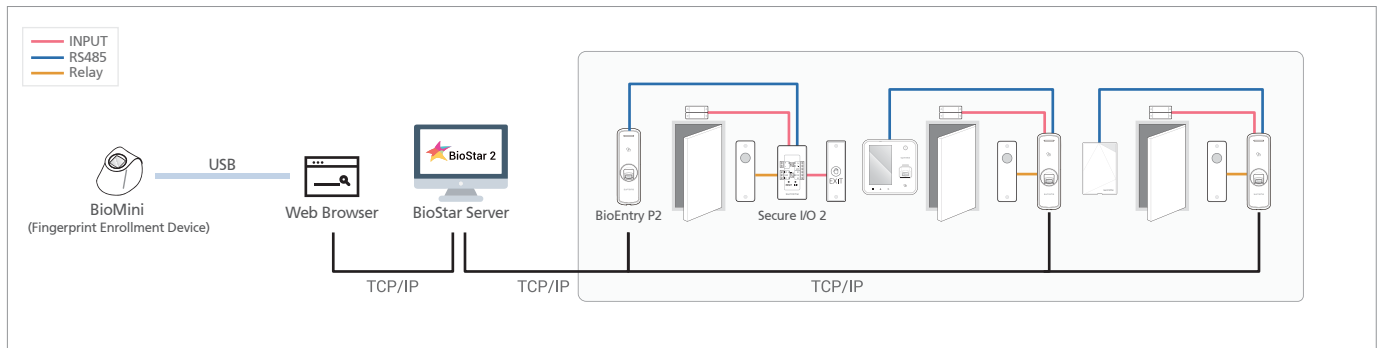 INPUT
RS485
Relay
USB
BioStar 2
BioMini
(Fingerprint Enrollment Device)
Web Browser
BioStar Server
BioEntry P2
Secure I/O 2
EXIT
TCP/IP
TCP/IP
TCP/IP